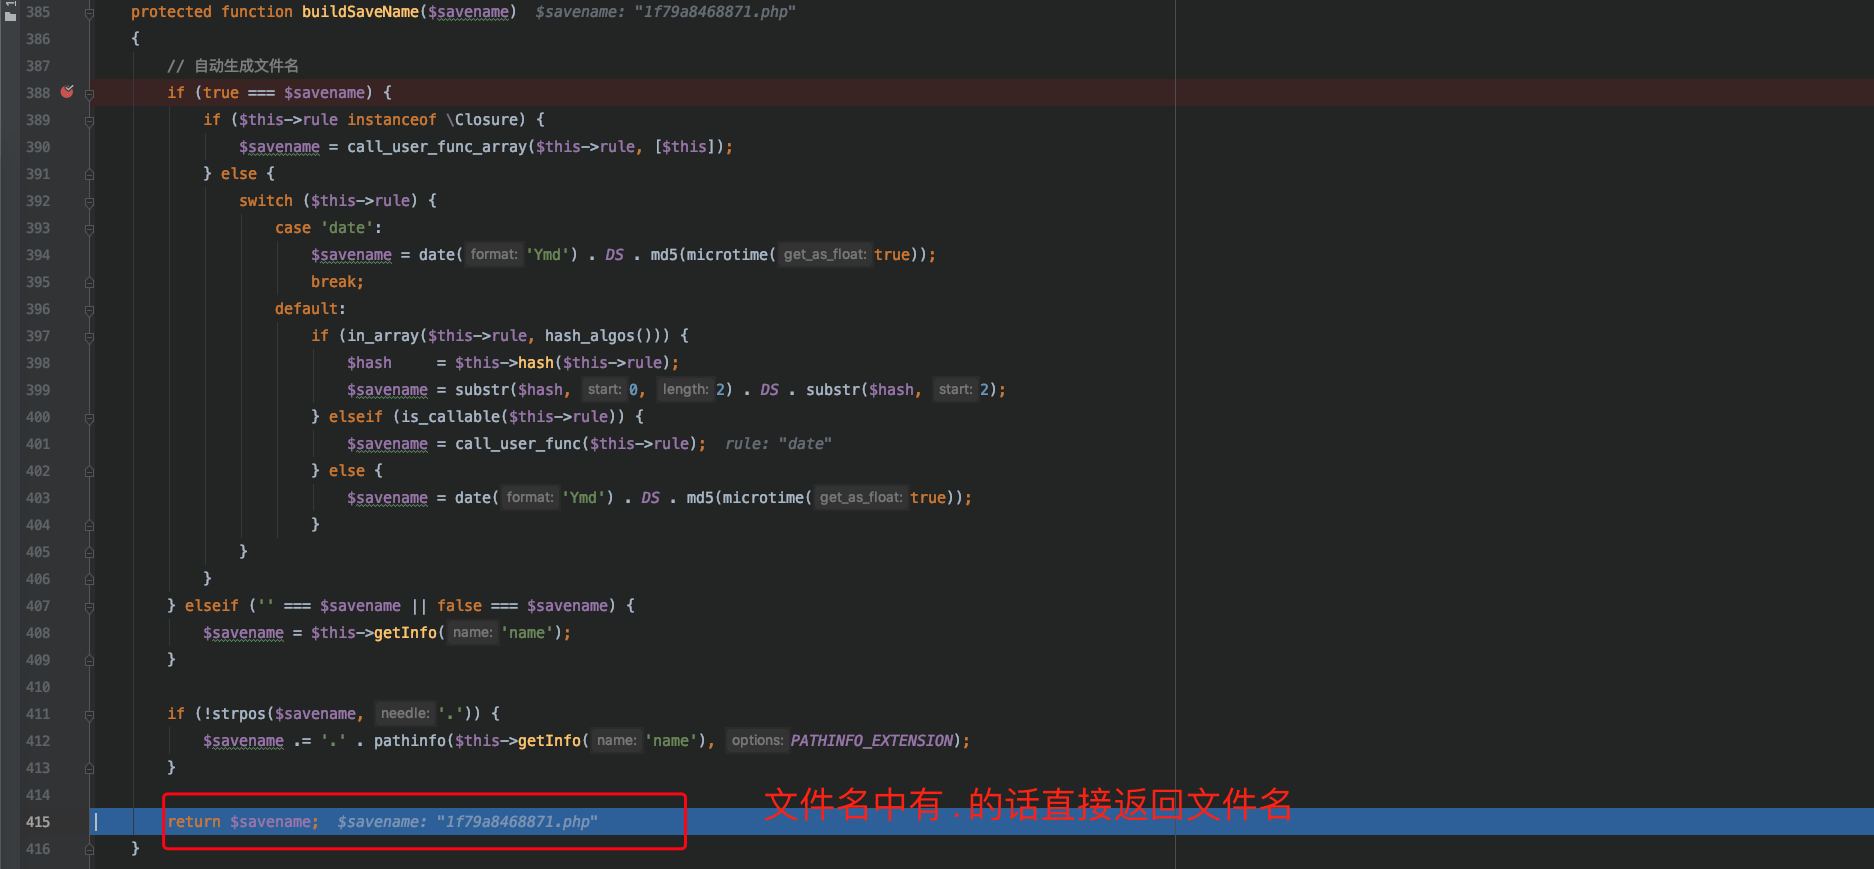 385 protected function buildSaveName($savename) $savename: "1f79a8468871.php"
386 {
387 // 自动生成文件名
388 if (true === $savename) {
389 if ($this->rule instanceof \Closure) {
390 $savename = call_user_func_array($this->rule, [$this]);
391 } else {
392 switch ($this->rule) {
393 case 'date':
394 $savename = date( format: 'Ymd') . DS . md5(microtime( get_as_float: true));
395 break;
396 default:
397 if (in_array($this->rule, hash_algos())) {
398 $hash     = $this->hash($this->rule);
399 $savename = substr($hash, start: 0, length: 2) . DS . substr($hash, start: 2);
400 } elseif (is_callable($this->rule)) {
401 $savename = call_user_func($this->rule); rule: "date"
402 } else {
403 $savename = date( format: 'Ymd') . DS . md5(microtime( get_as_float: true));
404 }
405 }
406 }
407 } elseif ('' === $savename || false === $savename) {
408 $savename = $this->getInfo( name: 'name');
409 }
410
411 if (!strpos($savename, needle: '.')) {
412 $savename .= '.' . pathinfo($this->getInfo( name: 'name'), options: PATHINFO_EXTENSION);
413 }
414
文件名中有 . 的话直接返回文件名
415 return $savename; $savename: "1f79a8468871.php"
416 }